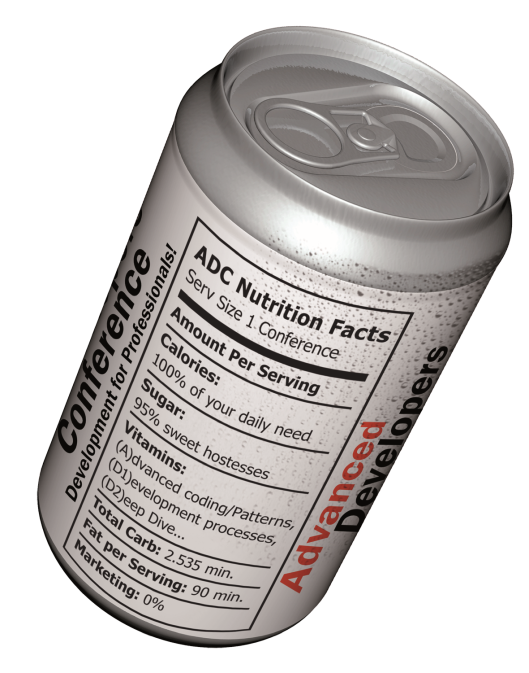 Conference
Development for Professionals!
ADC Nutrition Facts
Serv Size 1 Conference
Amount Per Serving
Calories:
100% of your daily need
Sugar:
95% sweet hostesses
Vitamins:
(A)dvanced coding/Patterns,
(D1)evelopment processes,
(D2)eep Dive...
Total Carb: 2.535 min.
Fat per Serving: 90 min.
Marketing: 0%
Advanced
Developers